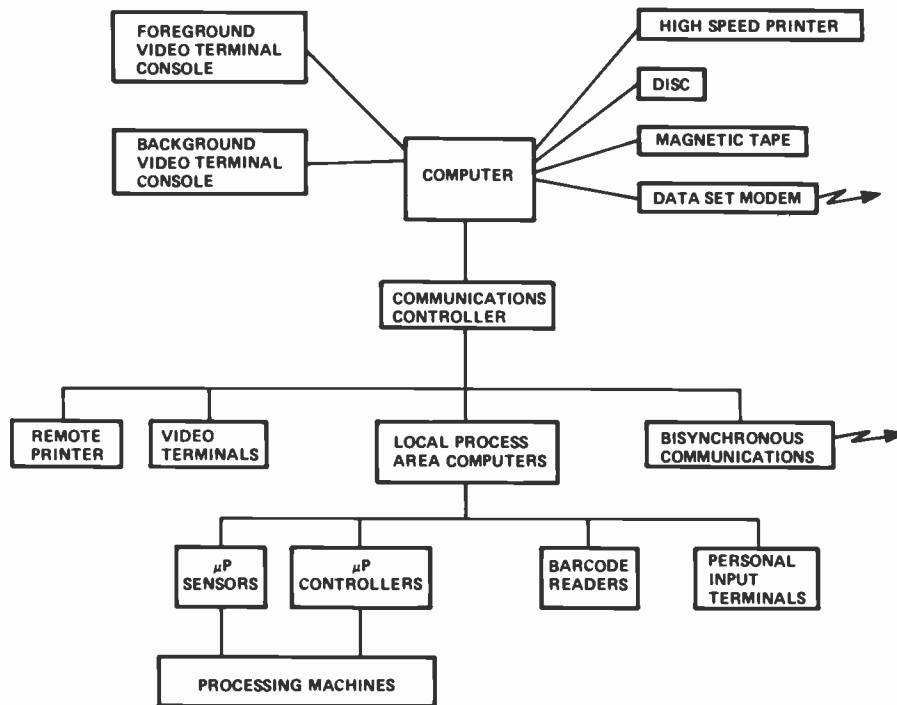 FOREGROUND
VIDEO TERMINAL
CONSOLE
HIGH SPEED PRINTER
DISC
BACKGROUND
VIDEO TERMINAL
CONSOLE
MAGNETIC TAPE
COMPUTER
DATA SET MODEM
COMMUNICATIONS
CONTROLLER
REMOTE
PRINTER
VIDEO
TERMINALS
LOCAL PROCESS
AREA COMPUTERS
BISYNCHRONOUS
COMMUNICATIONS
μP
SENSORS
μP
CONTROLLERS
BARCODE
READERS
PERSONAL
INPUT
TERMINALS
PROCESSING MACHINES